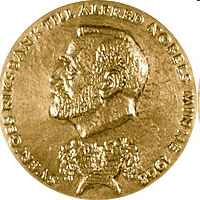 SVERIGES RIKSBANK TILL ALFRED NOBELS MINNE 1968